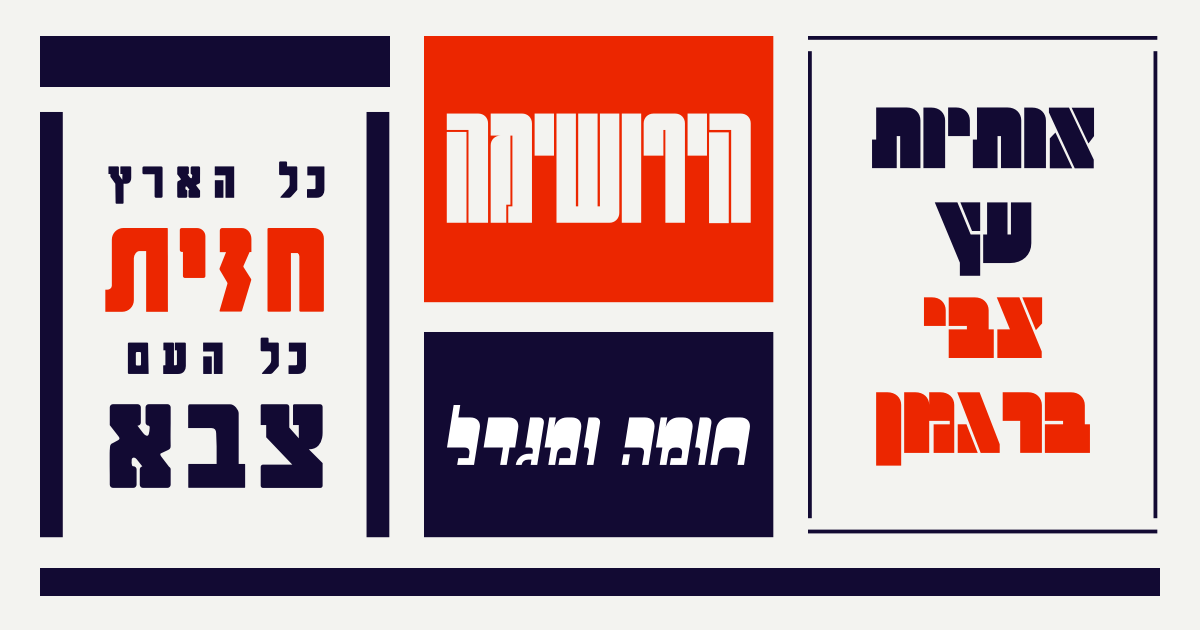 אותיות
עץ
צבי
ברגמן
הירושימה
חומה ומגדל
כל הארץ
חזית
כל העם
צבא